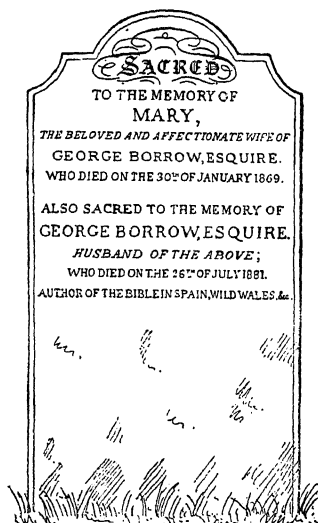 SACRED
TO THE MEMORY OF
MARY,
THE BELOVED AND AFFECTIONATE WIFE OF
GEORGE BORROW, ESQUIRE.
WHO DIED ON THE 30TH OF JANUARY 1869.
ALSO SACRED TO THE MEMORY OF
GEORGE BORROW, ESQUIRE.
HUSBAND OF THE ABOVE;
WHO DIED ON THE 26TH OF JULY 1881.
AUTHOR OF THE BIBLE IN SPAIN, WILD WALES, &c.